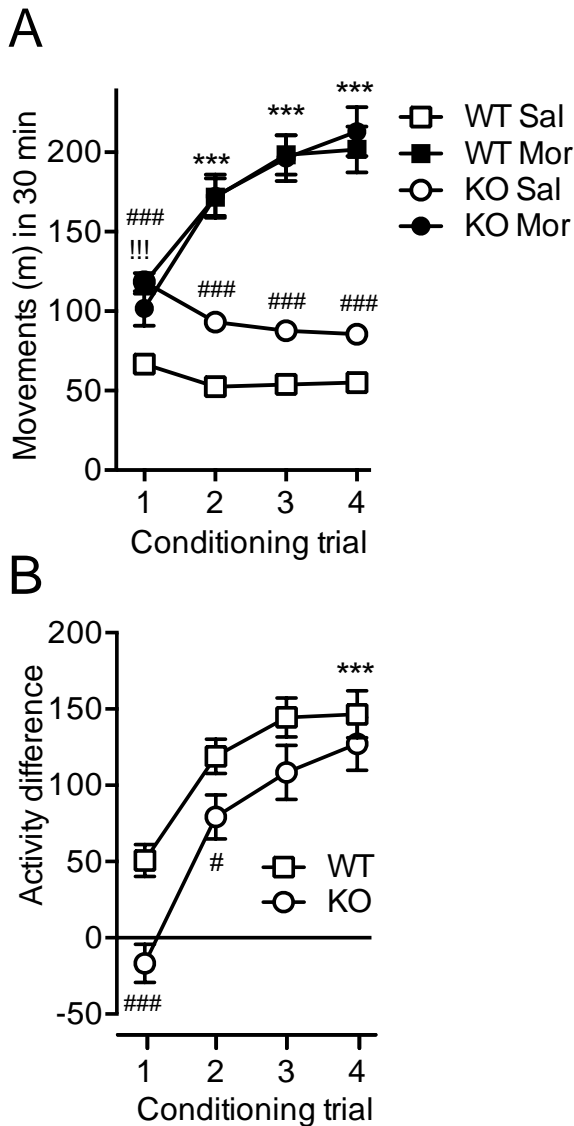 A
***
***
***
###
!!!
###
###
###
WT Sal
WT Mor
KO Sal
KO Mor
200
150
100
50
0
Movements (m) in 30 min
1 2 3 4
Conditioning trial
B
200
150
100
50
0
-50
Activity difference
***
#
###
WT
KO
1 2 3 4
Conditioning trial